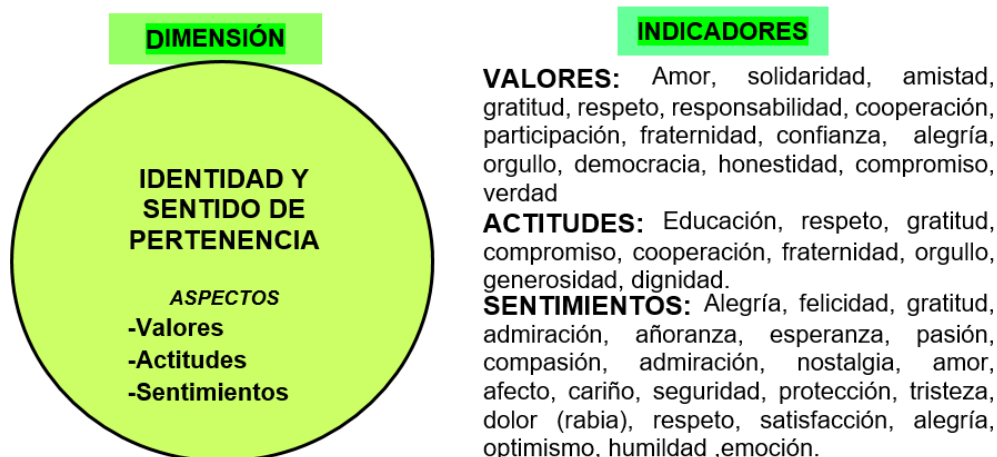 DIMENSIÓN
IDENTIDAD Y
SENTIDO DE
PERTENENCIA
ASPECTOS
-Valores
-Actitudes
-Sentimientos
INDICADORES
VALORES: Amor, solidaridad, amistad,
gratitud, respeto, responsabilidad, cooperación,
participación, fraternidad, confianza, alegría,
orgullo, democracia, honestidad, compromiso,
verdad
ACTITUDES: Educación, respeto, gratitud,
compromiso, cooperación, fraternidad, orgullo,
generosidad, dignidad.
SENTIMIENTOS: Alegría, felicidad, gratitud,
admiración, añoranza, esperanza, pasión,
compasión, admiración, nostalgia, amor,
afecto, cariño, seguridad, protección, tristeza,
dolor (rabia), respeto, satisfacción, alegría,
optimismo, humildad ,emoción.